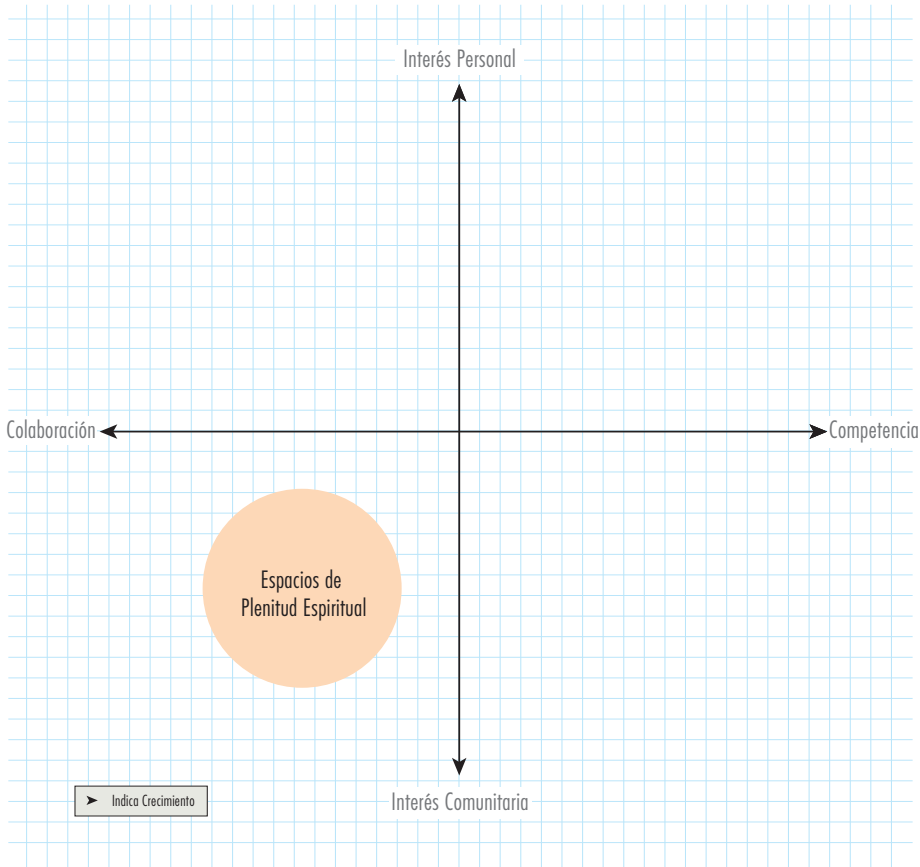 Interés Personal
Colaboración
Competencia
Espacios de
Plenitud Espiritual
Indica Crecimiento
Interés Comunitaria